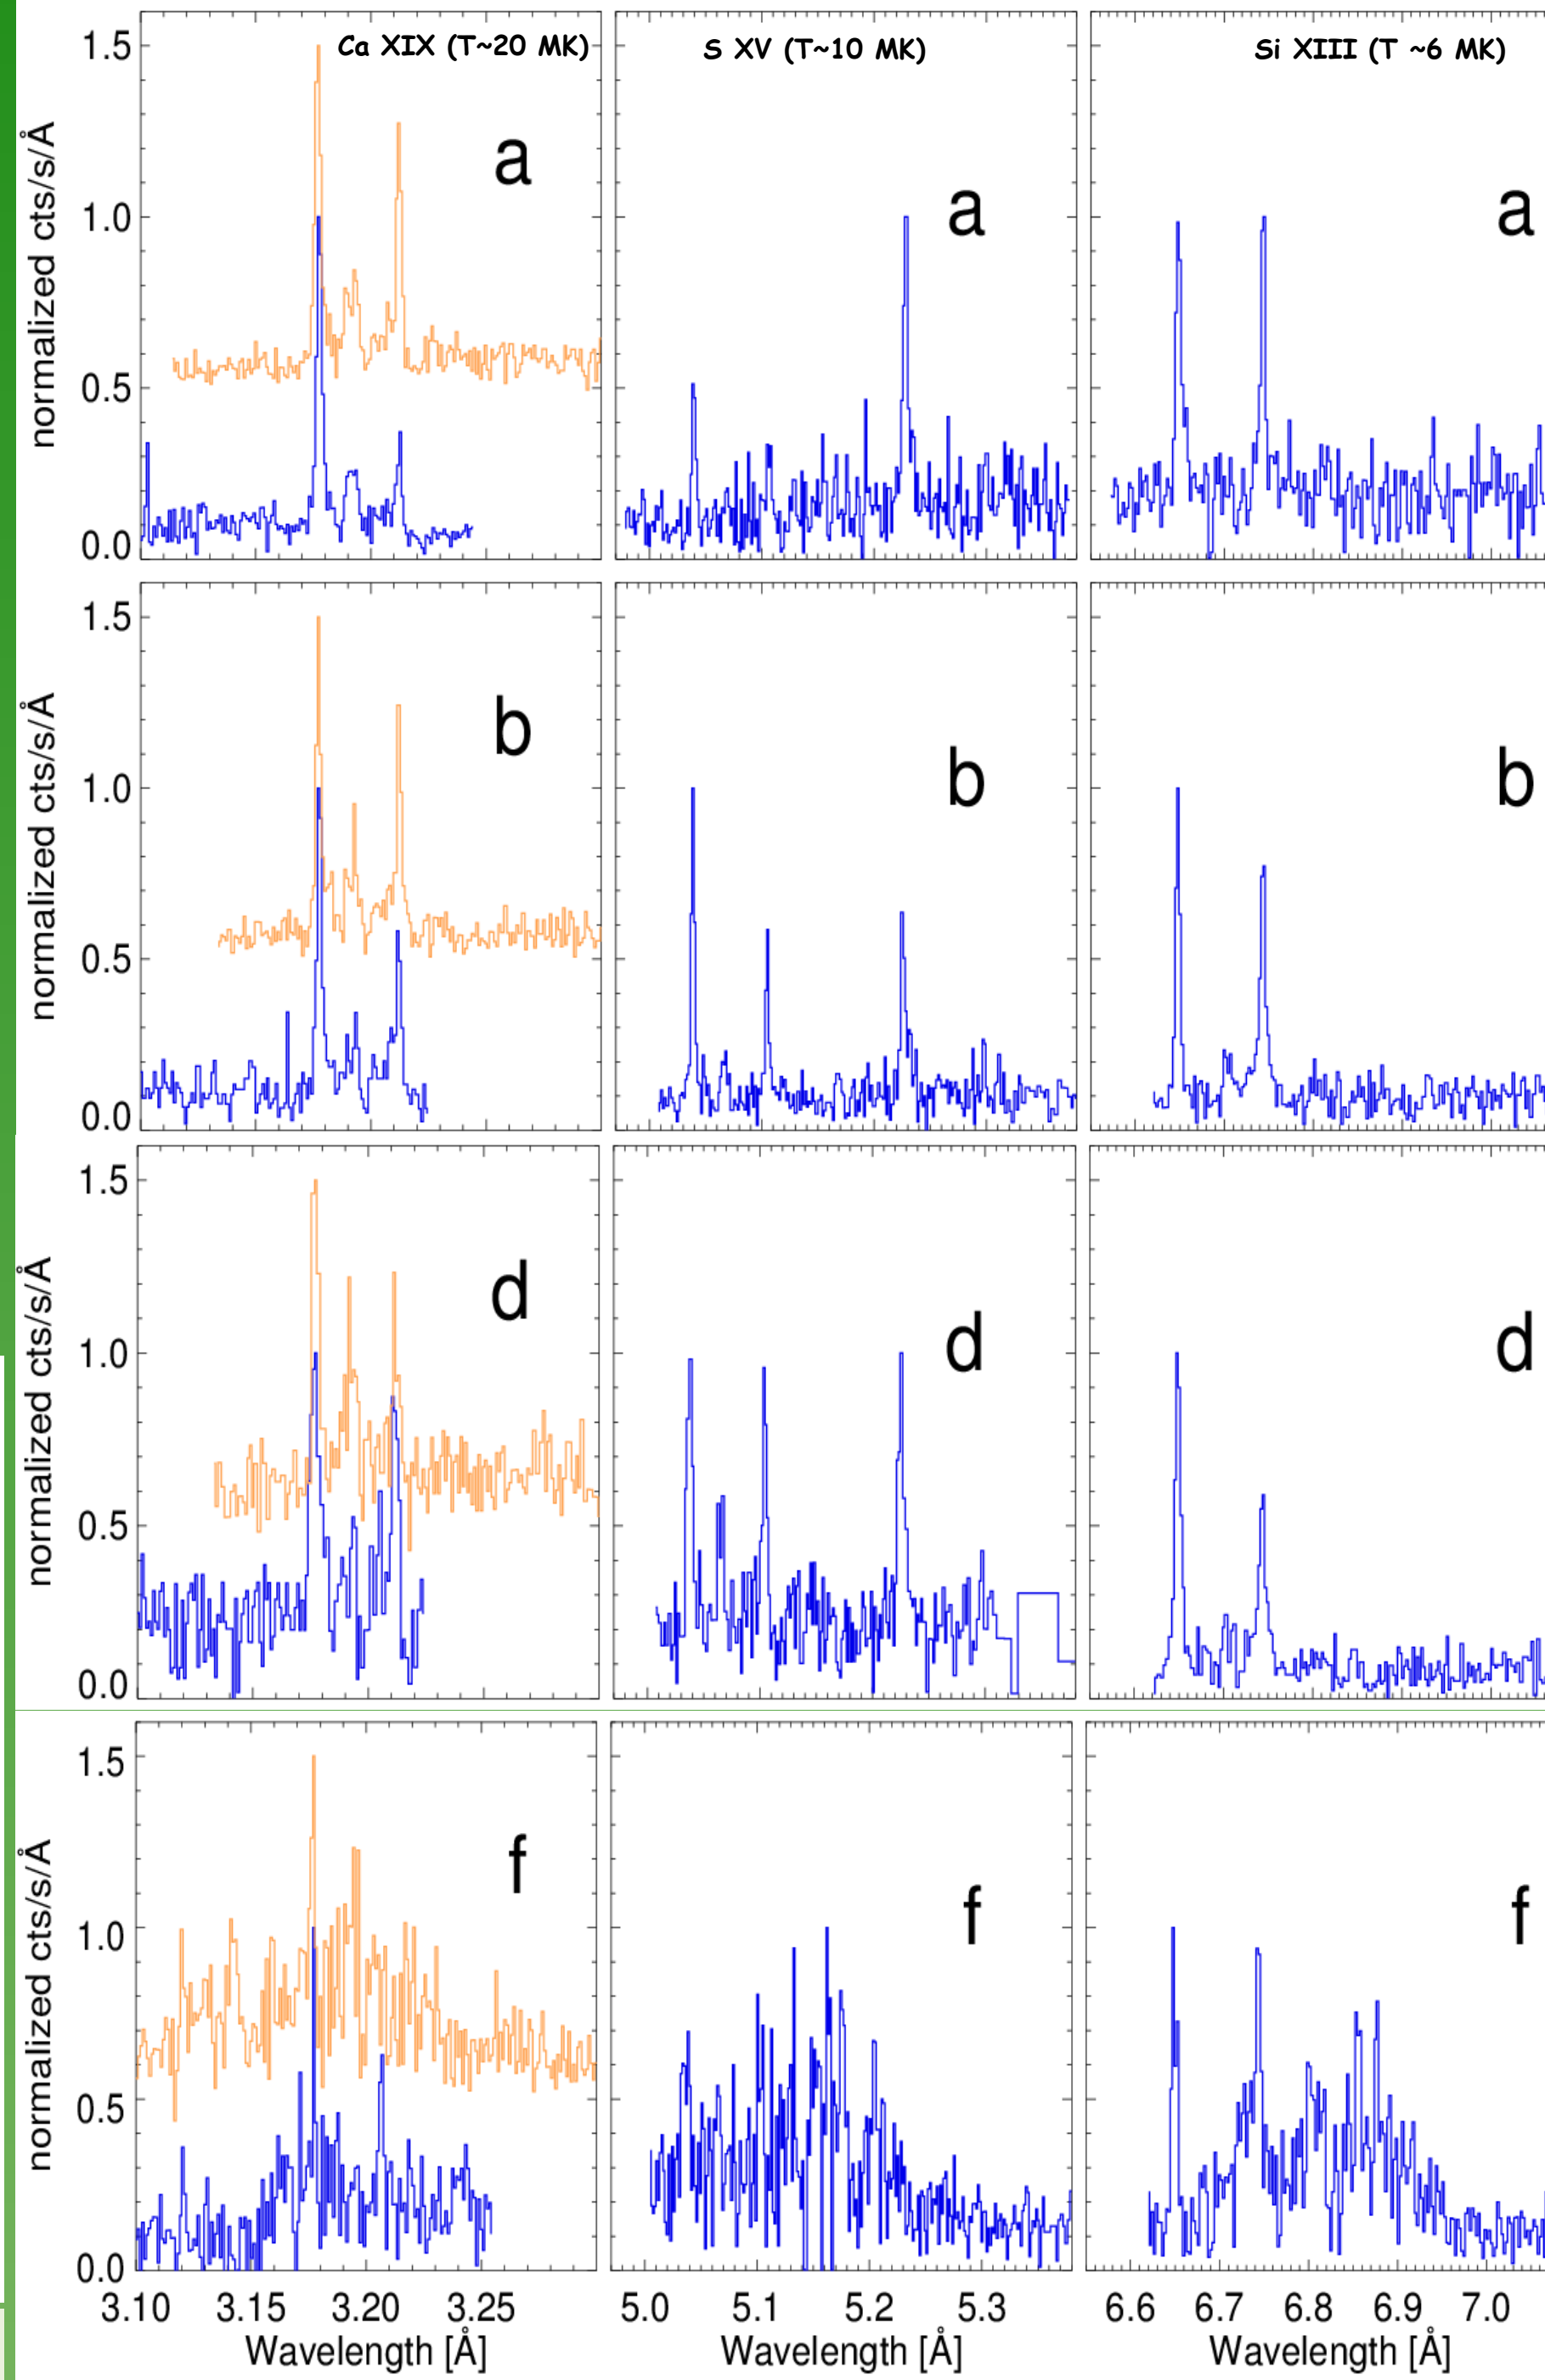 Ca XIX (T~20 MK)
S XV (T~10 MK)
Si XIII (T ~6 MK)
normalized cts/s/Å
1.5
1.0
0.5
0.0
a
a
a
normalized cts/s/Å
1.5
1.0
0.5
0.0
b
b
b
normalized cts/s/Å
1.5
1.0
0.5
0.0
d
d
d
normalized cts/s/Å
1.5
1.0
0.5
0.0
f
f
f
3.10 3.15 3.20 3.25
5.0 5.1 5.2 5.3
6.6 6.7 6.8 6.9 7.0
Wavelength [Å]
Wavelength [Å]
Wavelength [Å]